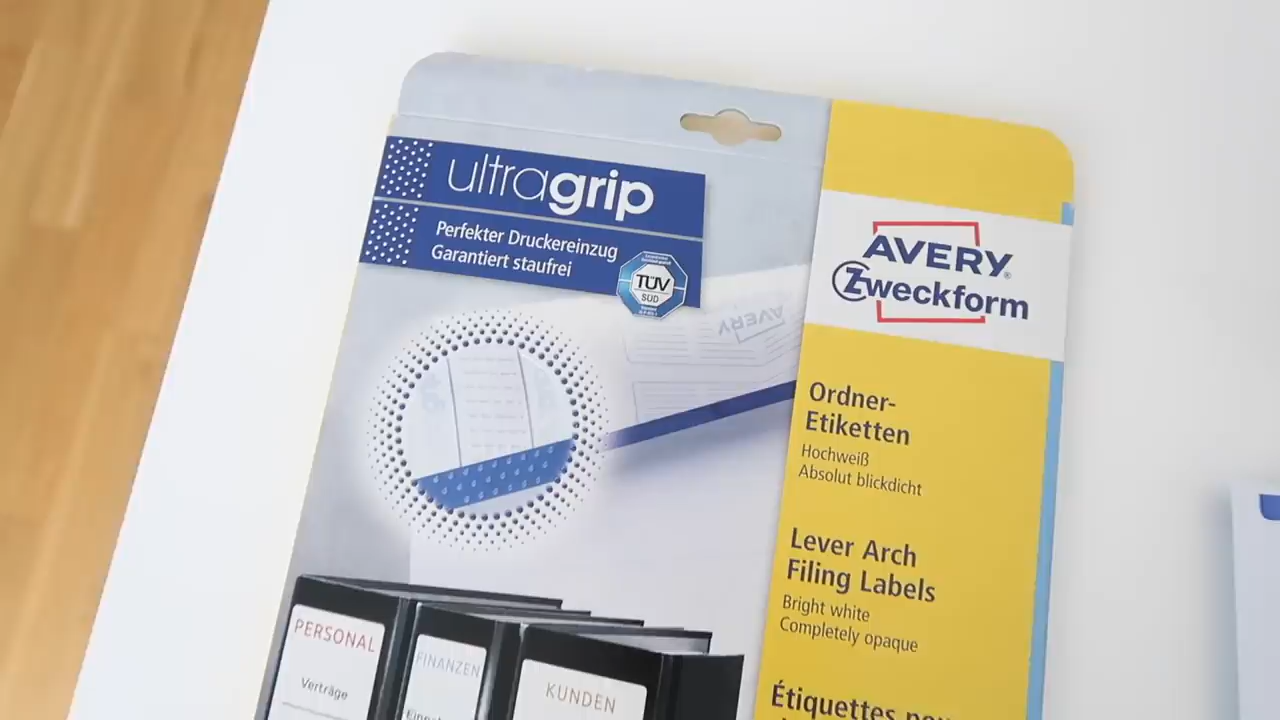 ultragrip
Perfekter Druckereinzug
Garantiert staufrei
TÜV
SÜD
AVERY
Zweckform
AVERY
Ordner-
Etiketten
Hochweiß
Absolut blickdicht
Lever Arch
Filing Labels
Bright white
Completely opaque
Étiquettes
PERSONAL
Verträge
FINANZEN
KUNDEN